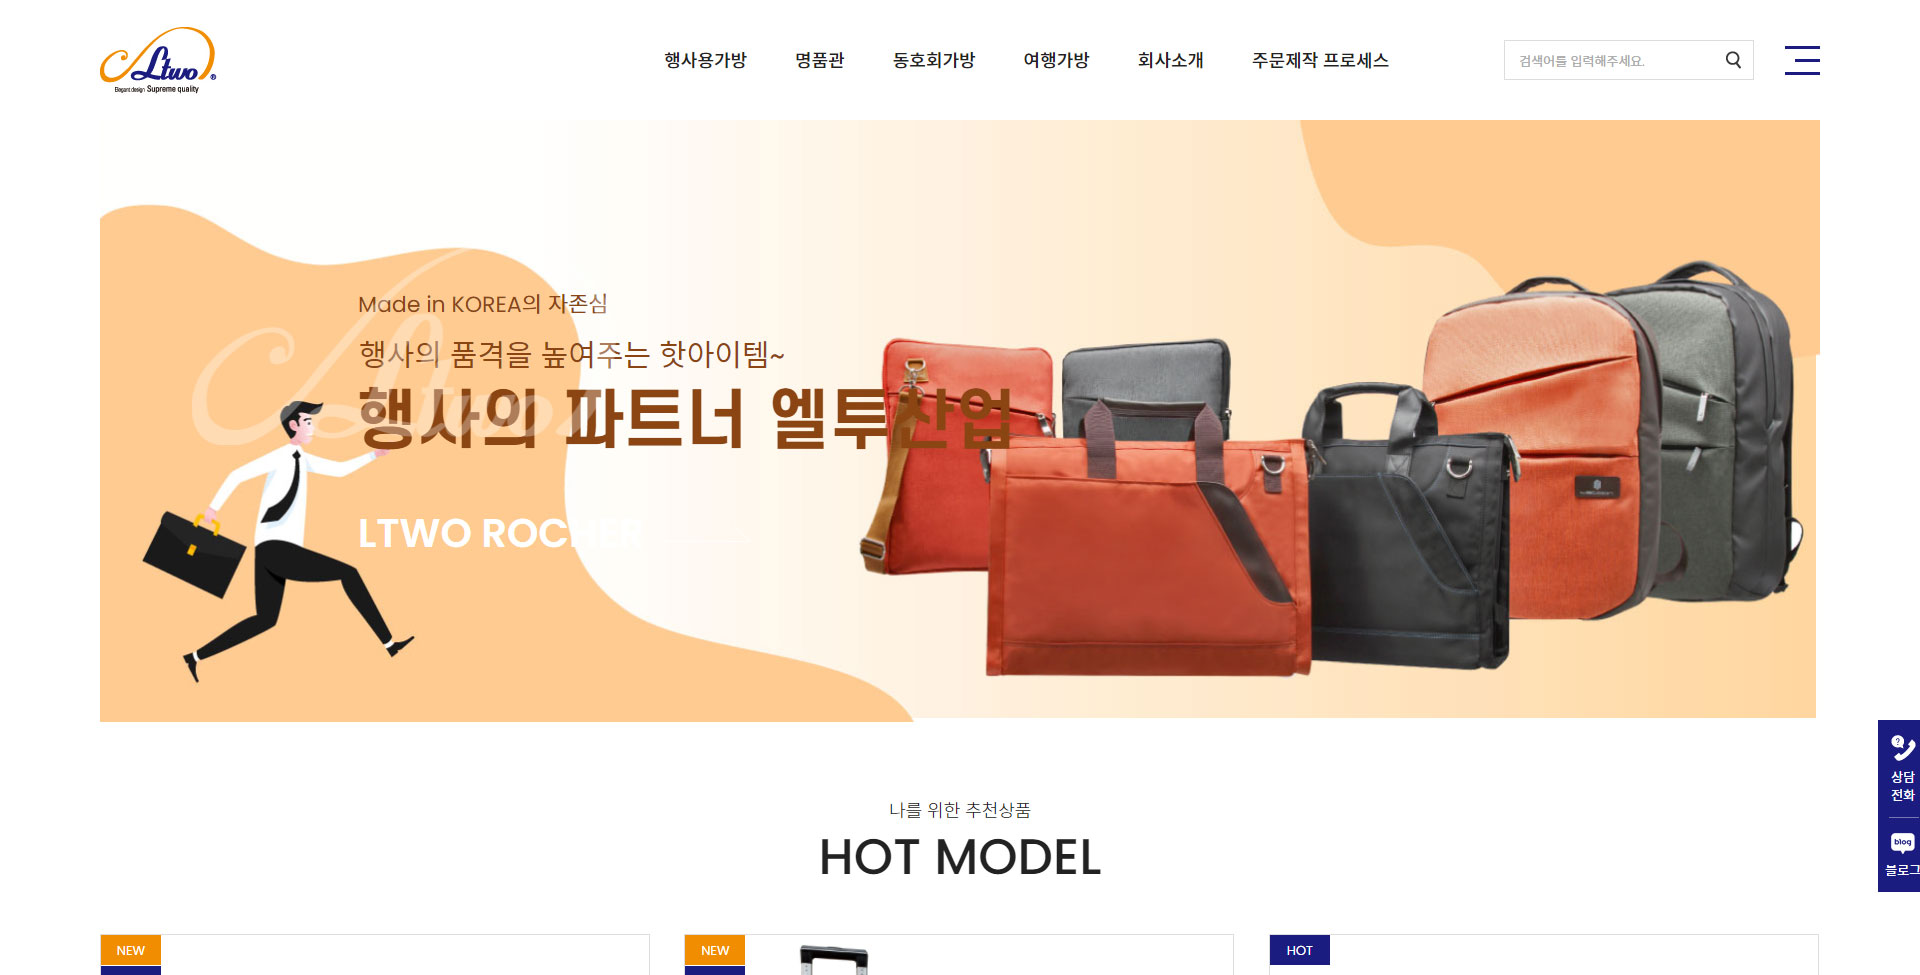 Ltwo®
Elegant design Supreme quality
행사용가방
명품관
동호회가방
여행가방
회사소개
주문제작 프로세스
검색어를 입력해주세요.
Made in KOREA의 자존심
행사의 품격을 높여주는 핫아이템~
행사의 파트너 엘투산업
Ltwo
LTWO ROCHER
나를 위한 추천상품
HOT MODEL
NEW
NEW
HOT
상담
전화
blog
블로그